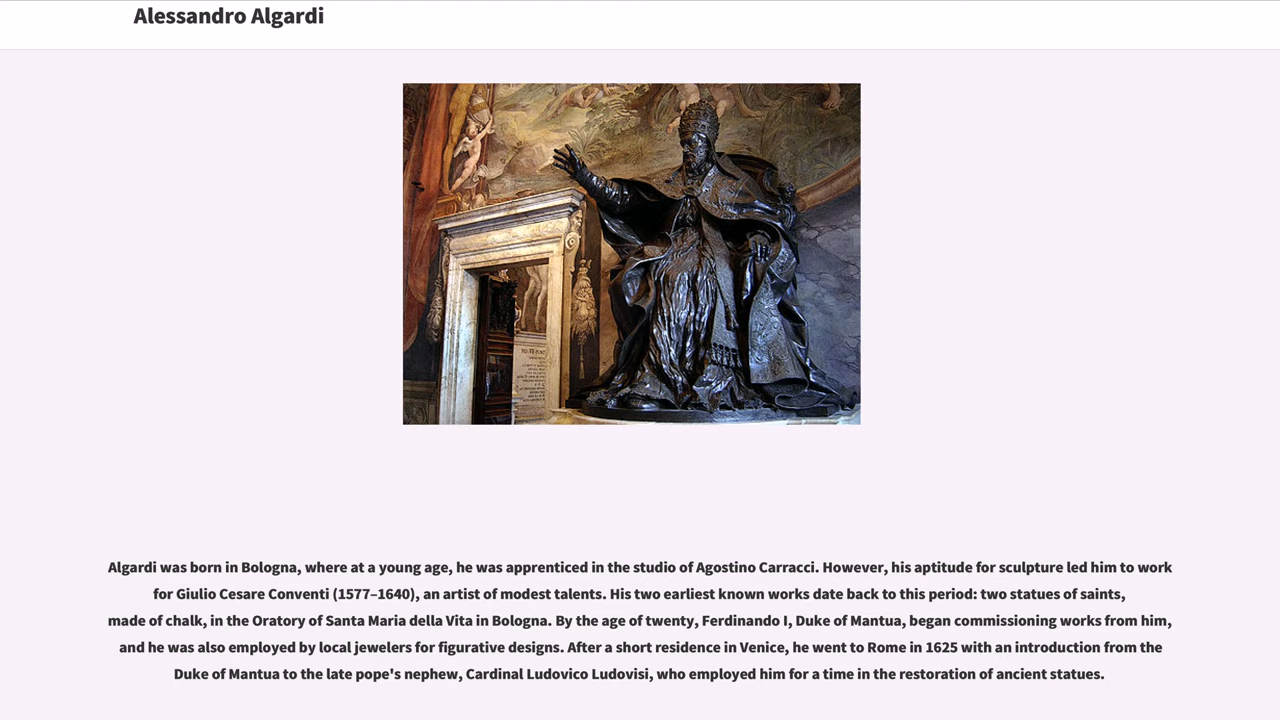 Alessandro Algardi
Algardi was born in Bologna, where at a young age, he was apprenticed in the studio of Agostino Carracci. However, his aptitude for sculpture led him to work
for Giulio Cesare Conventi (1577–1640), an artist of modest talents. His two earliest known works date back to this period: two statues of saints,
made of chalk, in the Oratory of Santa Maria della Vita in Bologna. By the age of twenty, Ferdinando I, Duke of Mantua, began commissioning works from him,
and he was also employed by local jewelers for figurative designs. After a short residence in Venice, he went to Rome in 1625 with an introduction from the
Duke of Mantua to the late pope's nephew, Cardinal Ludovico Ludovisi, who employed him for a time in the restoration of ancient statues.